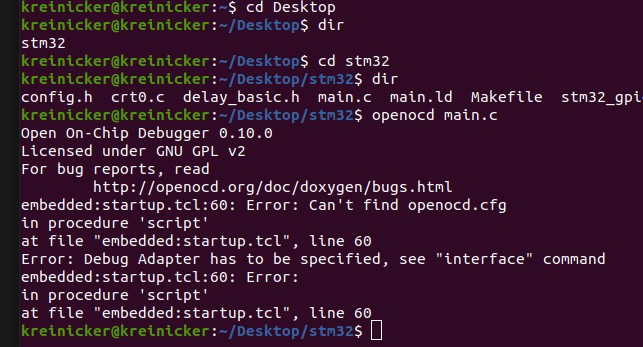 kreinicker@kreinicker:~$ cd Desktop
kreinicker@kreinicker:~/Desktop$ dir
stm32
kreinicker@kreinicker:~/Desktop$ cd stm32
kreinicker@kreinicker:~/Desktop/stm32$ dir
config.h  crt0.c  delay_basic.h  main.c  main.ld  Makefile  stm32_gpi
kreinicker@kreinicker:~/Desktop/stm32$ openocd main.c
Open On-Chip Debugger 0.10.0
Licensed under GNU GPL v2
For bug reports, read
        http://openocd.org/doc/doxygen/bugs.html
embedded:startup.tcl:60: Error: Can't find openocd.cfg
in procedure 'script'
at file "embedded:startup.tcl", line 60
Error: Debug Adapter has to be specified, see "interface" command
embedded:startup.tcl:60: Error:
in procedure 'script'
at file "embedded:startup.tcl", line 60
kreinicker@kreinicker:~/Desktop/stm32$